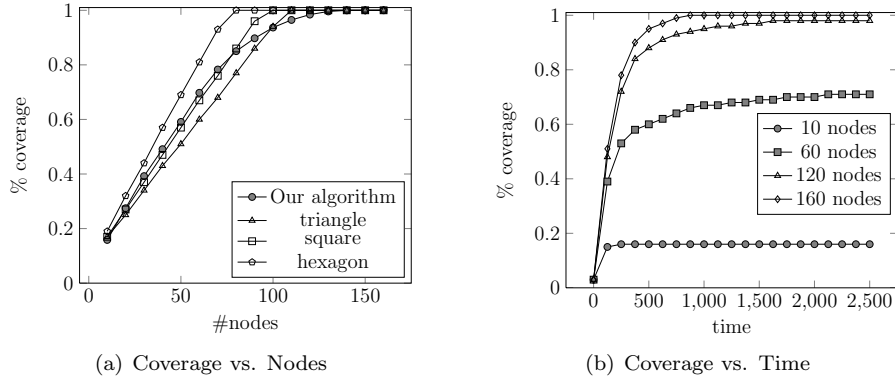 1
0.8
0.6
0.4
0.2
0
% coverage
0
50
100
150
#nodes
Our algorithm
triangle
square
hexagon
(a) Coverage vs. Nodes
1
0.8
0.6
0.4
0.2
0
% coverage
0
500
1,000
1,500
2,000
2,500
time
10 nodes
60 nodes
120 nodes
160 nodes
(b) Coverage vs. Time